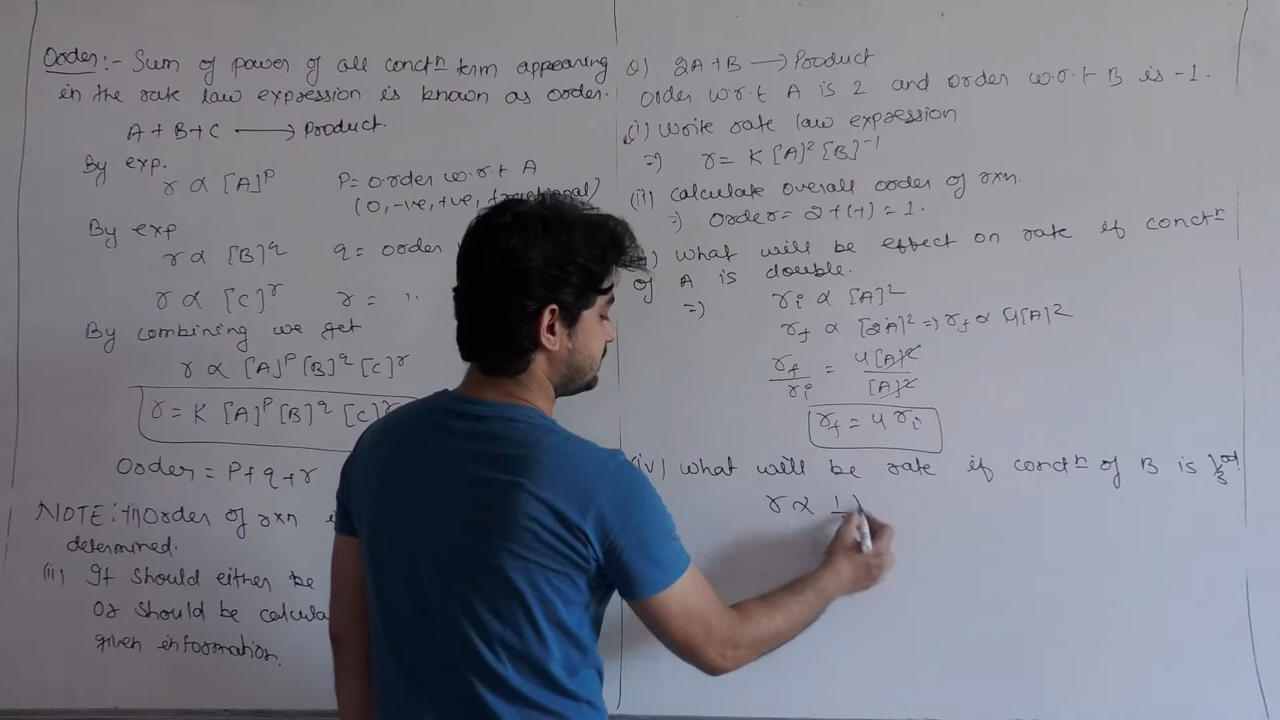 Order :- Sum of power of all concⁿ term appearing
in the rate law expression is known as order.
A + B + C ⟶ Product.
By exp.
r ∝ [A]ᵖ P = order w.r.t A
(0, -ve, +ve, fractional)
By exp
r ∝ [B]^q q = order
r ∝ [C]ʳ r = "
By combining we get
r ∝ [A]ᵖ [B]^q [C]ʳ
r = K [A]ᵖ [B]^q [C]ʳ
Order = P + q + r
NOTE: (i) Order of rxn
determined.
(ii) It should either be
Or should be calcula
given information.
Q) 2A + B ⟶ Product
order w.r.t A is 2 and order w.r.t B is -1.
(i) Write rate law expression
=) r = K [A]² [B]⁻¹
(ii) calculate overall order of rxn.
=) order = 2 + (-1) = 1.
) what will be effect on rate if concⁿ
of A is double.
=) rᵢ ∝ [A]²
r_f ∝ [2A]² => r_f ∝ 4[A]²
r_f / rᵢ = 4[A]² / [A]²
r_f = 4 rᵢ
(iv) what will be rate if concⁿ of B is 1/3
r ∝ 1